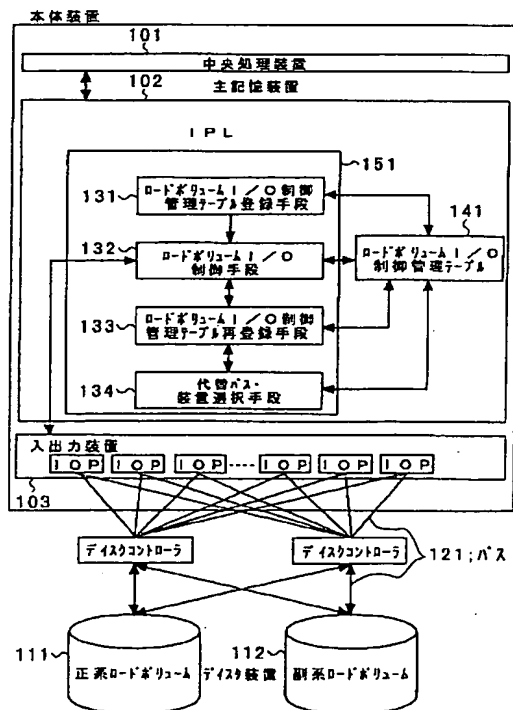 本体装置
101
中央処理装置
102
主記憶装置
IPL
151
131
ロードボリュームI/O制御
管理テーブル登録手段
141
132
ロードボリュームI/O
制御手段
ロードボリュームI/O
制御管理テーブル
133
ロードボリュームI/O制御
管理テーブル再登録手段
134
代替パス・
装置選択手段
入出力装置
IOP IOP IOP ---- IOP IOP IOP
103
ディスクコントローラ
ディスクコントローラ
121;パス
111
112
正系ロードボリューム
ディスク装置
副系ロードボリューム